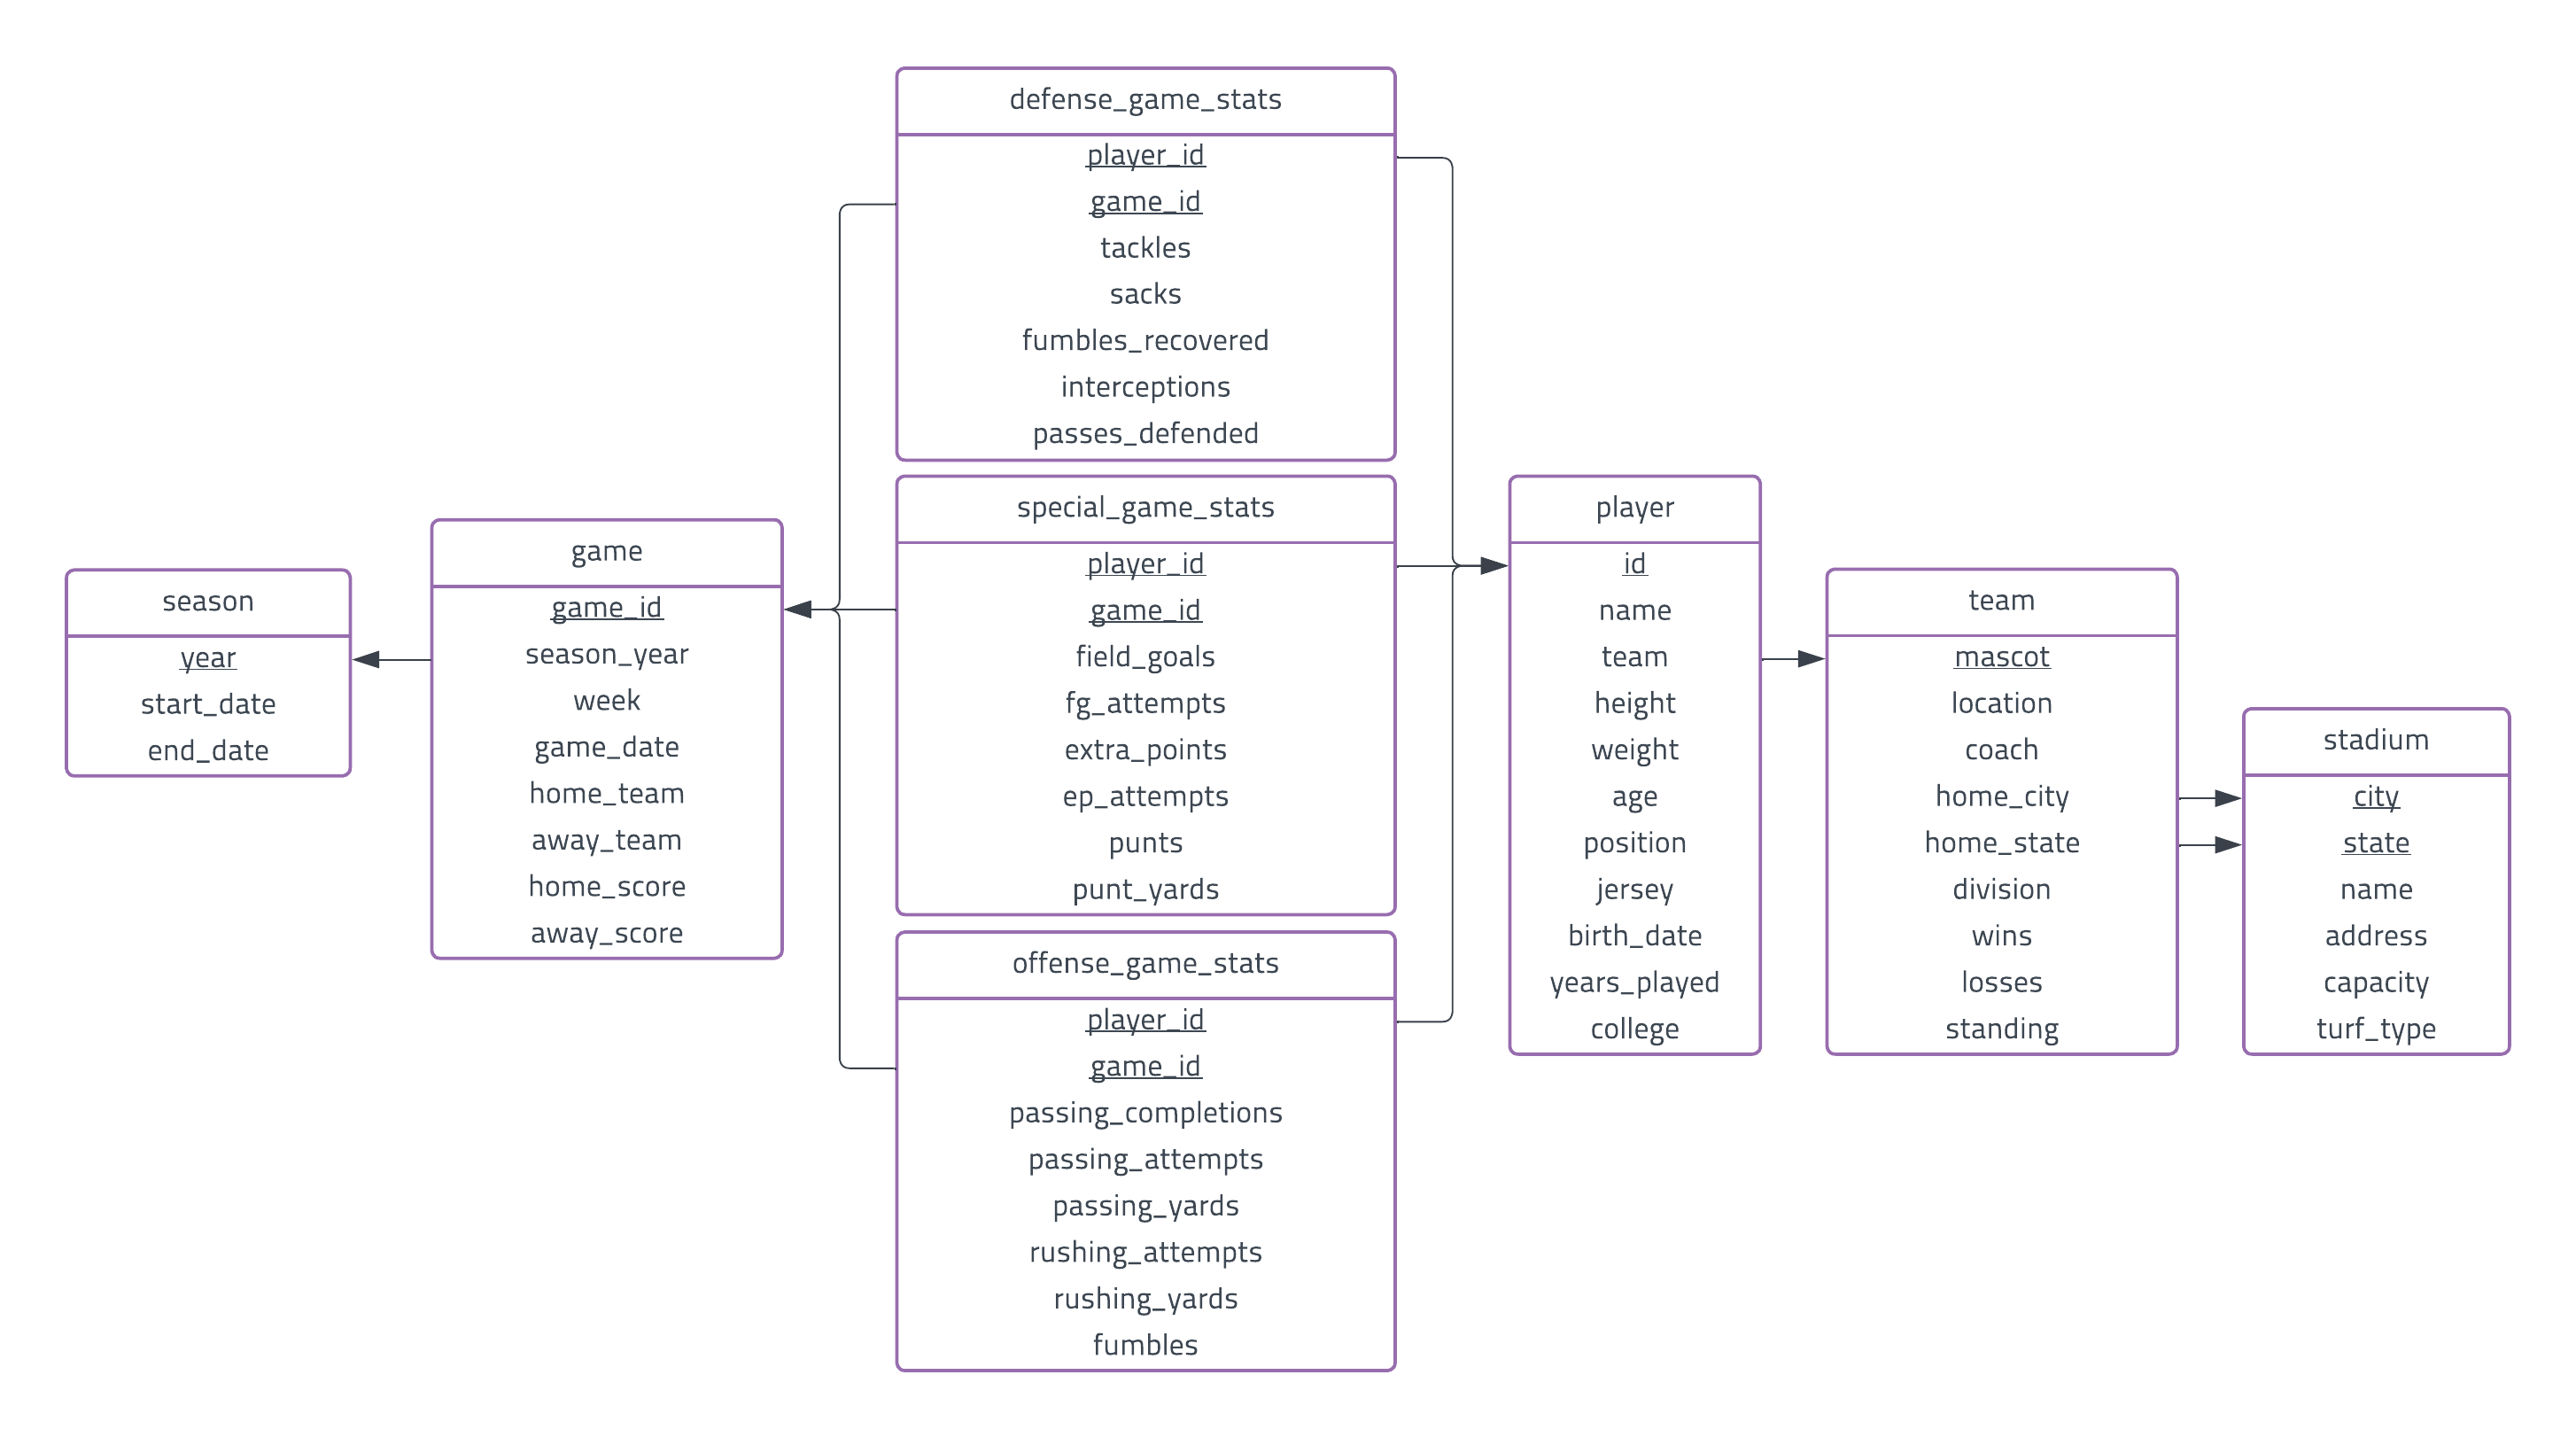 season
year
start_date
end_date
game
game_id
season_year
week
game_date
home_team
away_team
home_score
away_score
defense_game_stats
player_id
game_id
tackles
sacks
fumbles_recovered
interceptions
passes_defended
special_game_stats
player_id
game_id
field_goals
fg_attempts
extra_points
ep_attempts
punts
punt_yards
offense_game_stats
player_id
game_id
passing_completions
passing_attempts
passing_yards
rushing_attempts
rushing_yards
fumbles
player
id
name
team
height
weight
age
position
jersey
birth_date
years_played
college
team
mascot
location
coach
home_city
home_state
division
wins
losses
standing
stadium
city
state
name
address
capacity
turf_type